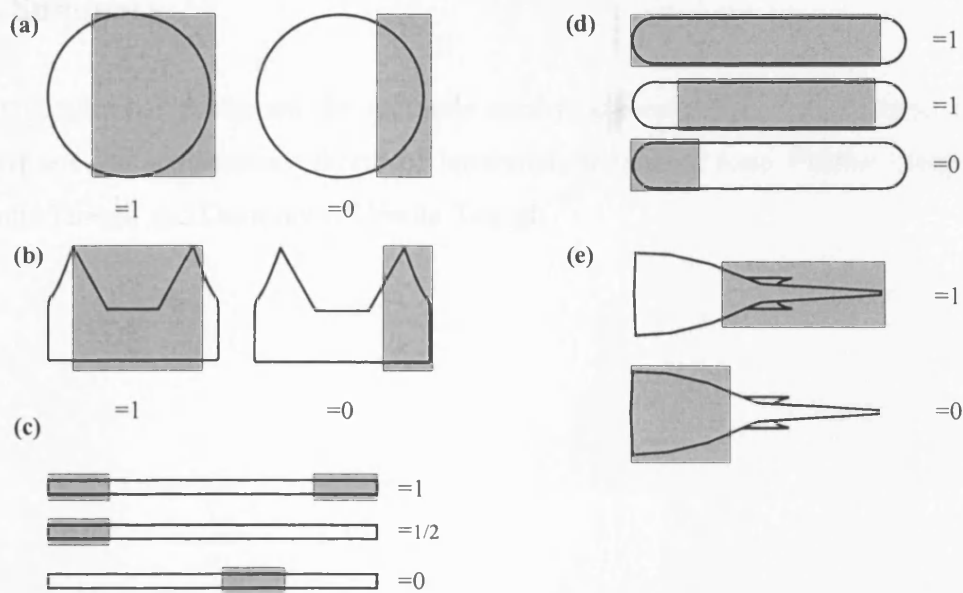 (a)
=1
=0
(b)
=1
=0
(c)
=1
=1/2
=0
(d)
=1
=1
=0
(e)
=1
=0